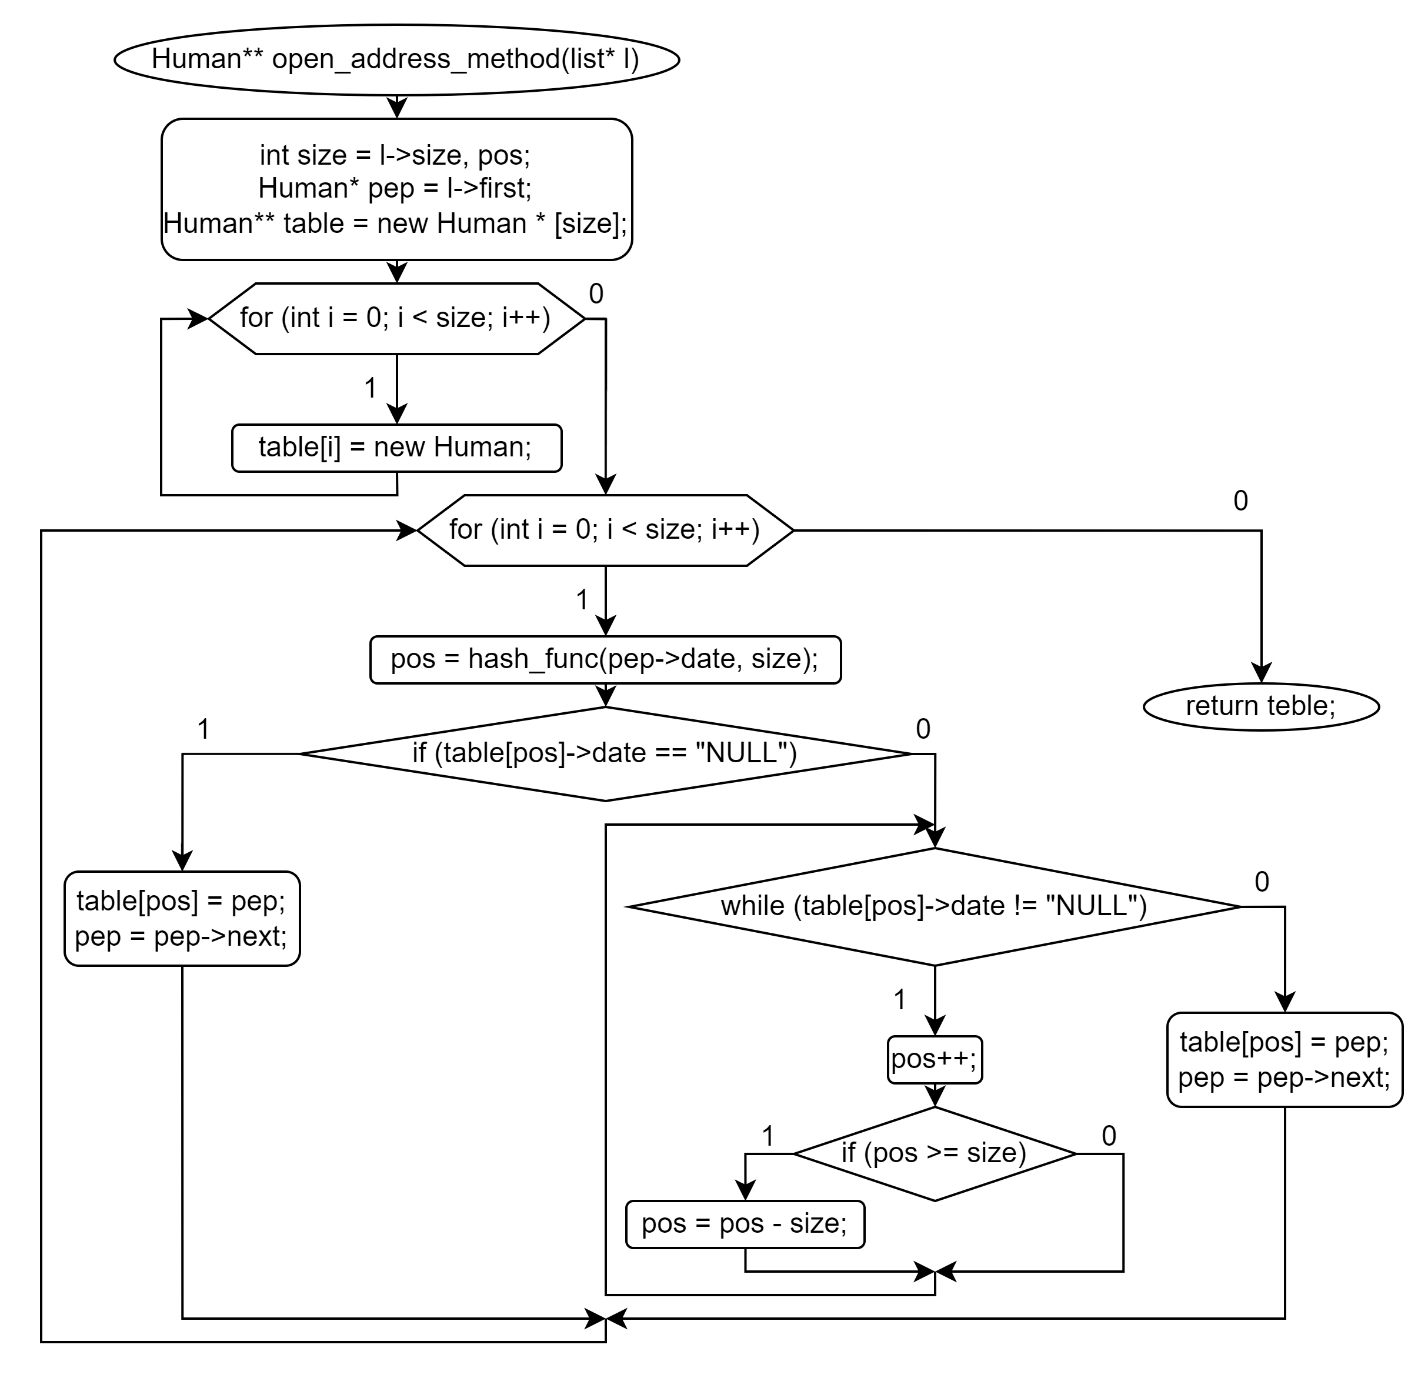 Human** open_address_method(list* l)
int size = l->size, pos;
Human* pep = l->first;
Human** table = new Human * [size];
for (int i = 0; i < size; i++)
0
1
table[i] = new Human;
for (int i = 0; i < size; i++)
0
1
pos = hash_func(pep->date, size);
return teble;
if (table[pos]->date == "NULL")
1
0
table[pos] = pep;
pep = pep->next;
while (table[pos]->date != "NULL")
0
1
pos++;
table[pos] = pep;
pep = pep->next;
if (pos >= size)
1
0
pos = pos - size;